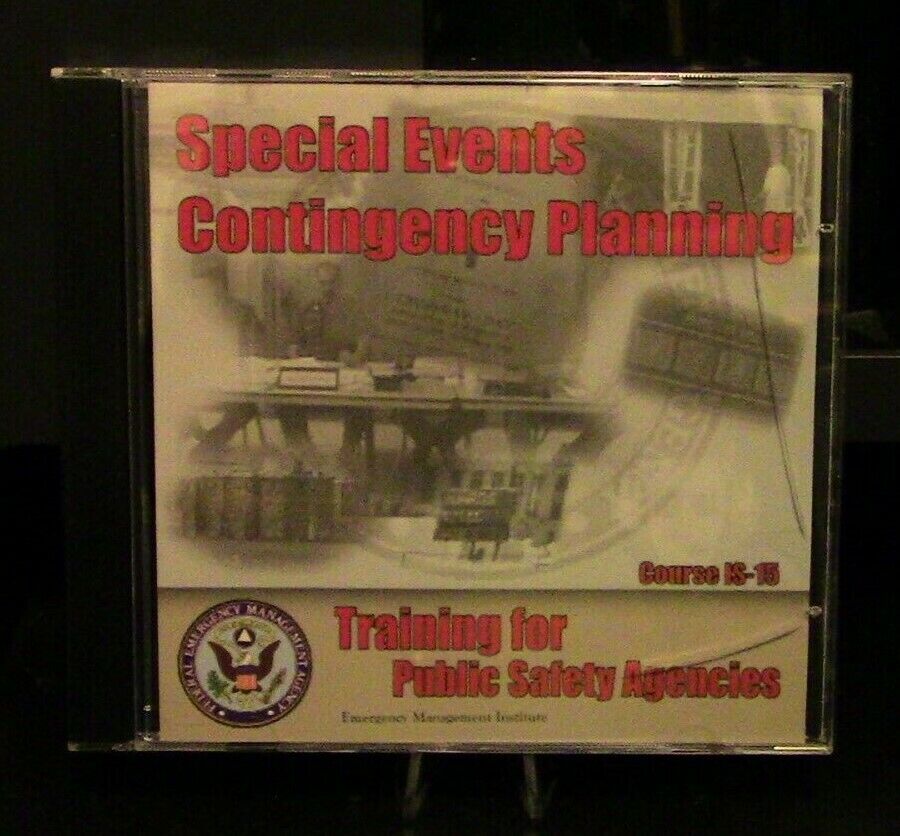 Special Events
Contingency Planning
Course IS-15
FEDERAL EMERGENCY MANAGEMENT AGENCY
Training for
Public Safety Agencies
Emergency Management Institute